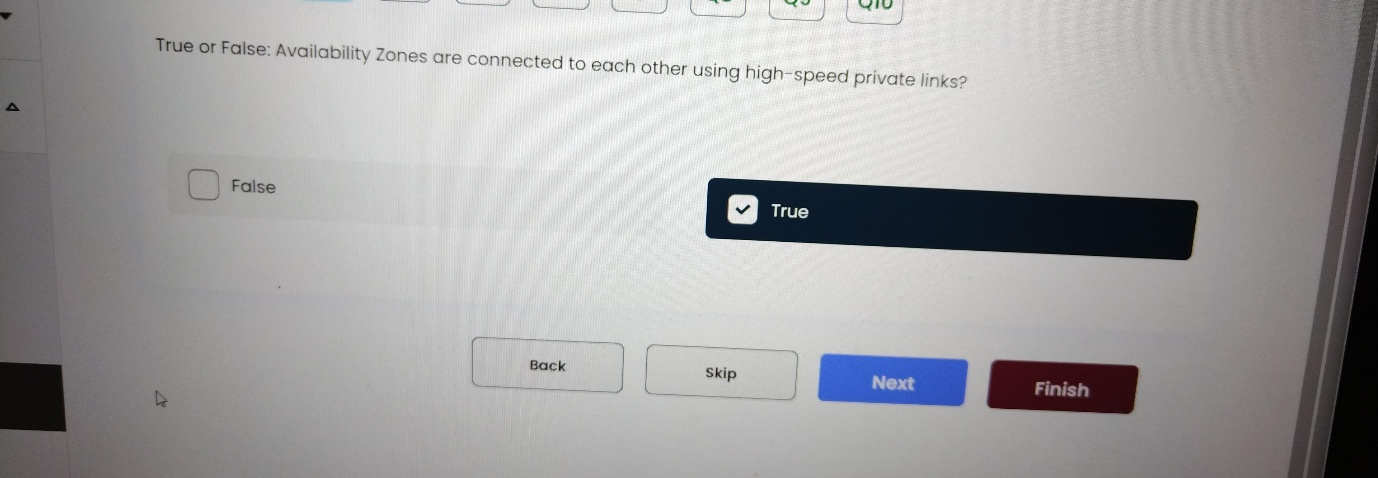 Q10
True or False: Availability Zones are connected to each other using high-speed private links?
False
True
Back
Skip
Next
Finish